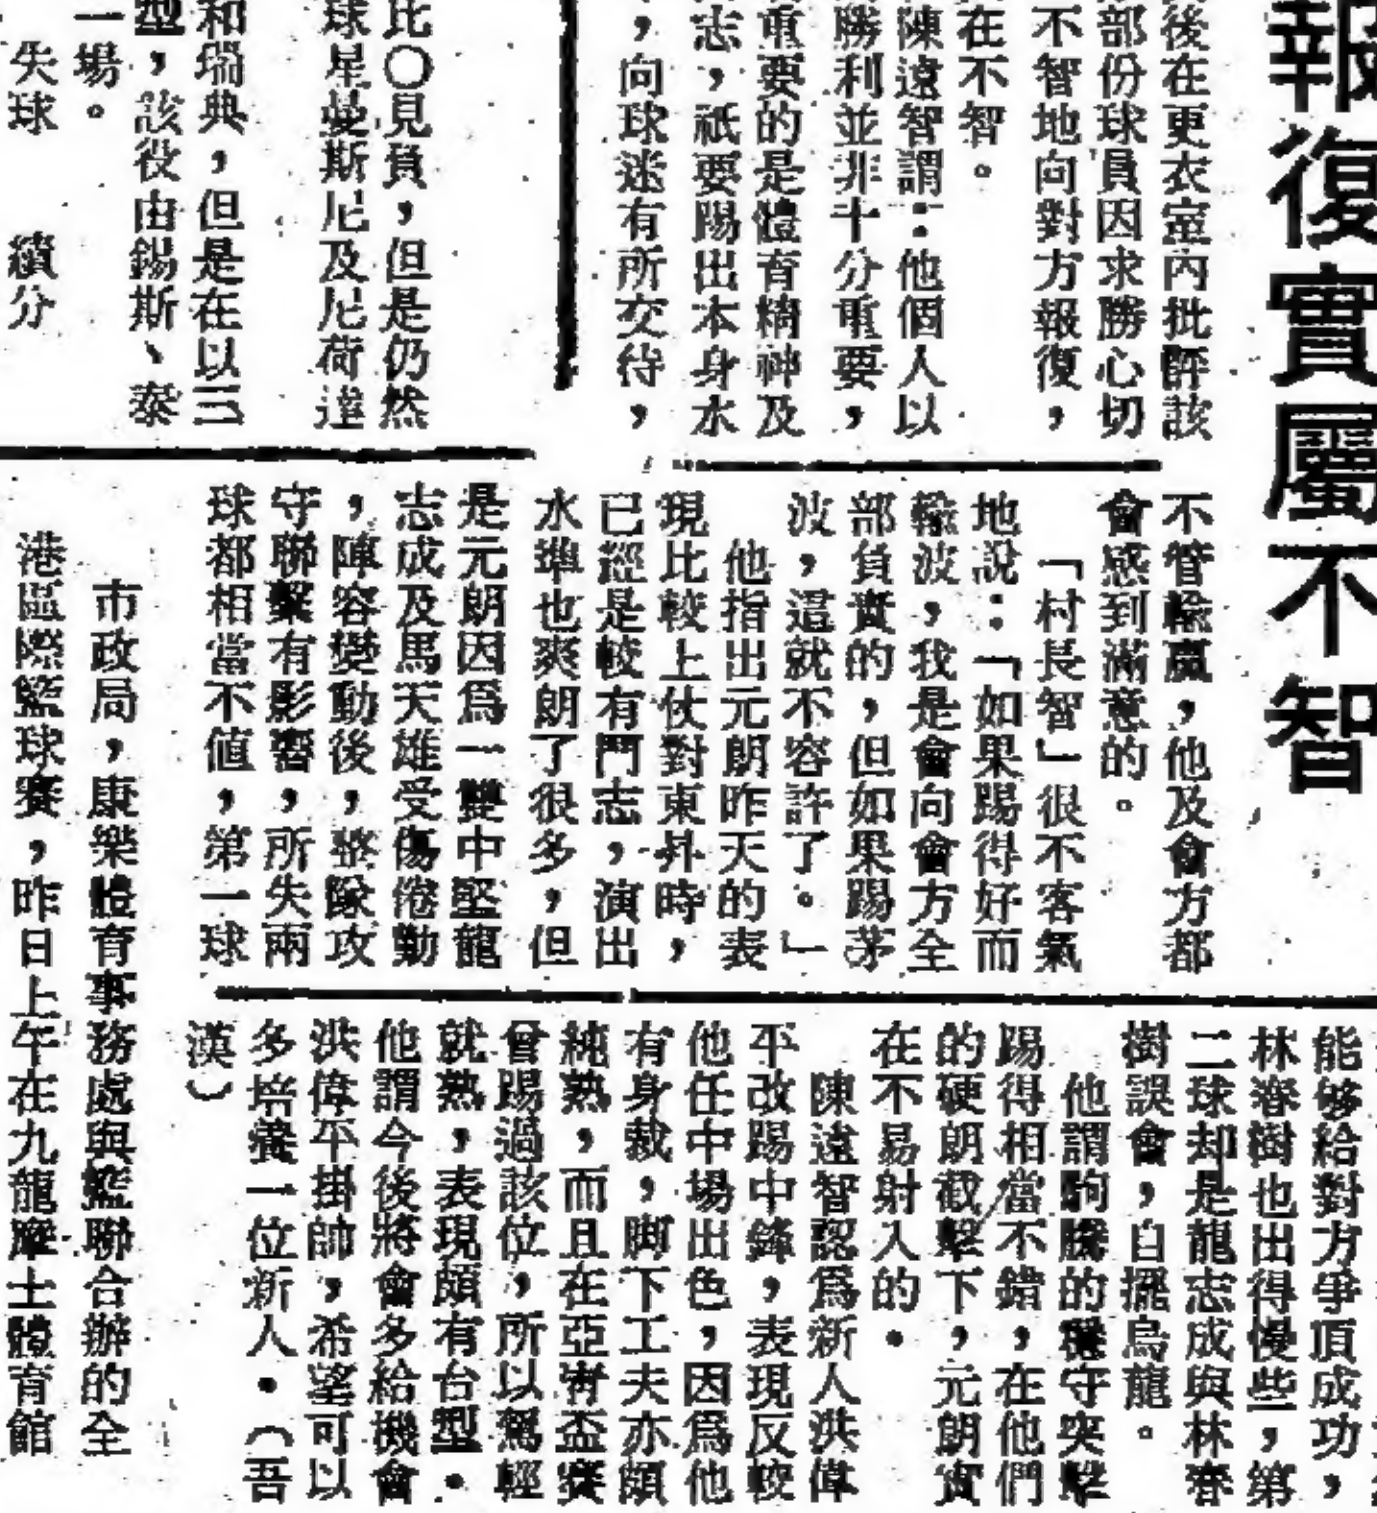 報復實屬不智
後在更衣室內批評該
部份球員因求勝心切
不智地向對方報復，
在不智。
陳遠智謂：他個人以
勝利並非十分重要，
重要的是體育精神及
志，祇要踢出本身水
，向球迷有所交待，
不管輸贏，他及會方都
會感到滿意的。
「村長智」很不客氣
地說：「如果踢得好而
輸波，我是會向會方全
部負責的，但如果踢茅
波，這就不容許了。」
他指出元朗昨天的表
現比較上仗對東昇時，
已經是較有鬥志，演出
水準也爽朗了很多，但
是元朗因爲一雙中堅龍
志成及馬天雄受傷倦勤
，陣容變動後，整隊攻
守聯繫有影響，所失兩
球都相當不值，第一球
能够給對方爭頂成功，
林濬樹也出得慢些，第
二球却是龍志成與林春
樹誤會，自擺烏龍。
他謂駒騰的穩守突擊
踢得相當不錯，在他們
的硬朗截擊下，元朗實
在不易射入的。
陳遠智認爲新人洪偉
平改踢中鋒，表現反較
他任中場出色，因爲他
有身裁，脚下工夫亦頗
純熟，而且在亞青盃賽
曾踢過該位，所以駕輕
就熟，表現頗有台型。
他謂今後將會多給機會
洪偉平掛帥，希望可以
多培養一位新人。（吾
漢）
比〇見負，但是仍然
球星曼斯尼及尼荷達
和瑞典，但是在以三
型，該役由錫斯、泰
一場。
失球　績分
市政局，康樂體育事務處與籃聯合辦的全
港區際籃球賽，昨日上午在九龍摩士體育館